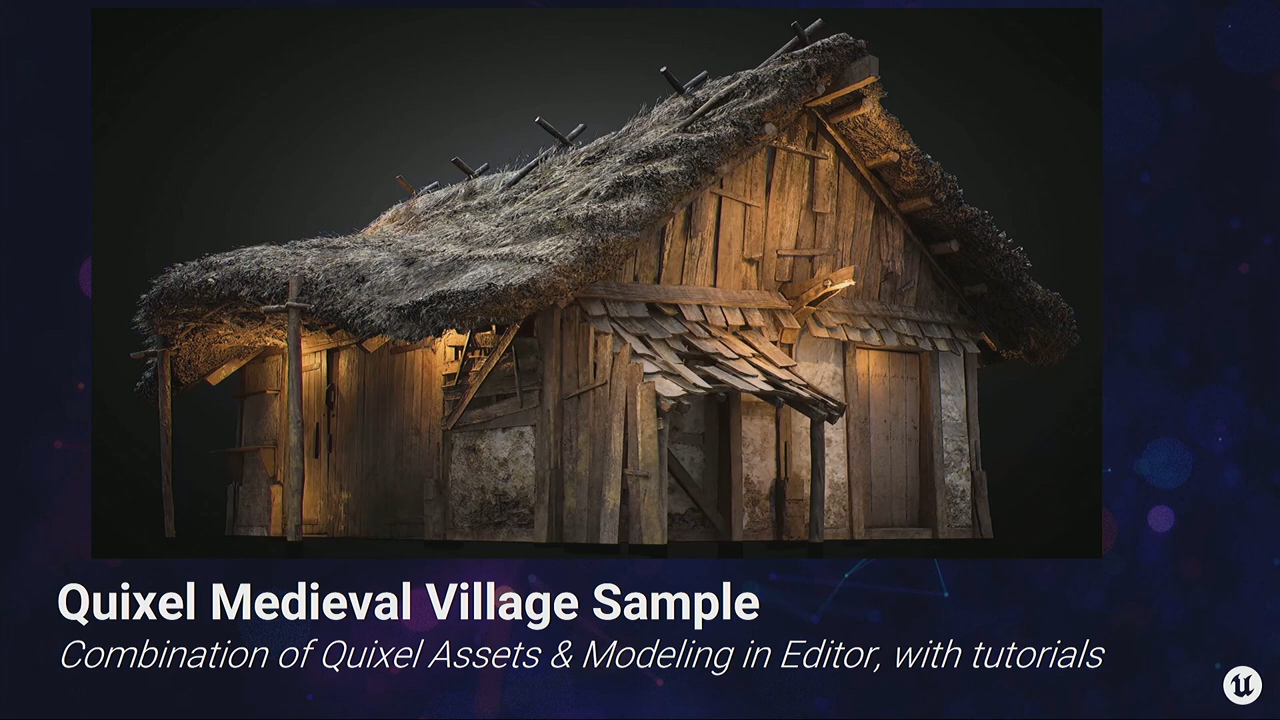 Quixel Medieval Village Sample
Combination of Quixel Assets & Modeling in Editor, with tutorials